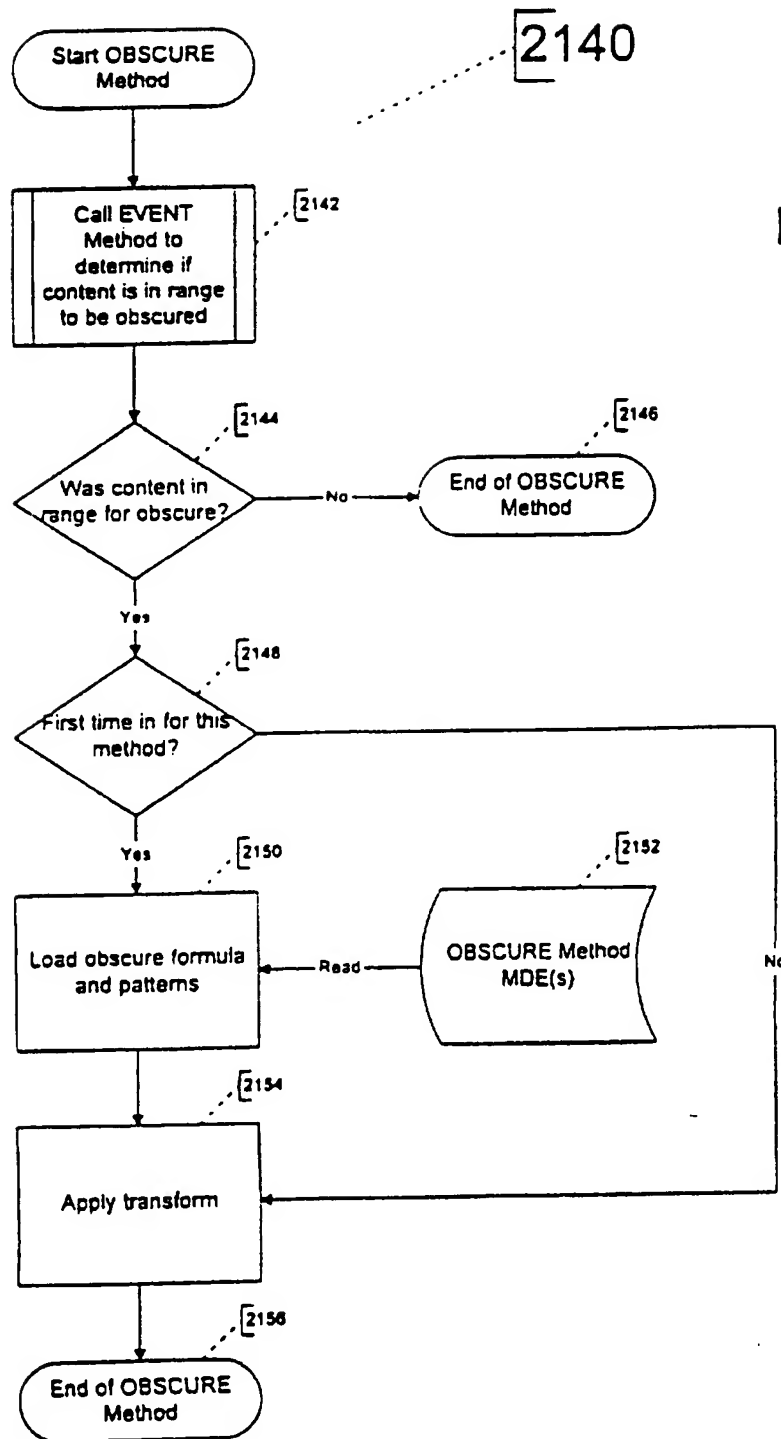 2140
Start OBSCURE
Method
2142
Call EVENT
Method to
determine if
content is in range
to be obscured
2144
Was content in
range for obscure?
No
2146
End of OBSCURE
Method
Yes
2148
First time in for this
method?
No
Yes
2150
Load obscure formula
and patterns
Read
2152
OBSCURE Method
MDE(s)
2154
Apply transform
2156
End of OBSCURE
Method